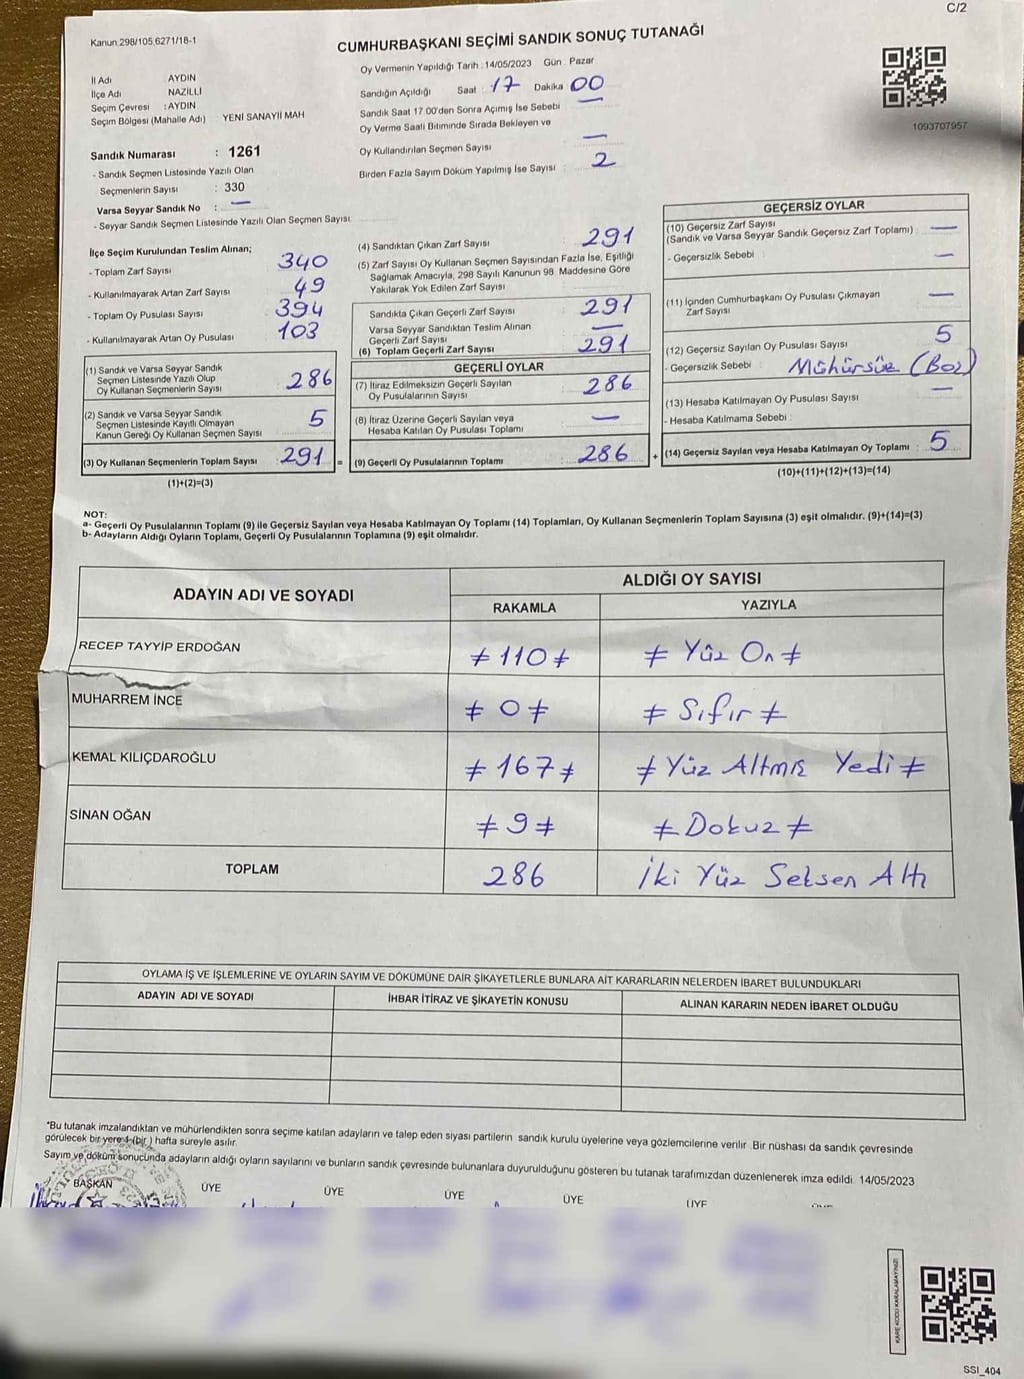 C/2
Kanun 298/105,6271/18-1
CUMHURBAŞKANI SEÇİMİ SANDIK SONUÇ TUTANAĞI
İl Adı : AYDIN
İlçe Adı : NAZİLLİ
Seçim Çevresi : AYDIN
Seçim Bölgesi (Mahalle Adı) YENİ SANAYİİ MAH
Sandık Numarası : 1261
- Sandık Seçmen Listesinde Yazılı Olan
Seçmenlerin Sayısı : 330
Varsa Seyyar Sandık No : —
- Seyyar Sandık Seçmen Listesinde Yazılı Olan Seçmen Sayısı
Oy Vermenin Yapıldığı Tarih : 14/05/2023 Gün : Pazar
Sandığın Açıldığı Saat 17 Dakika 00
Sandık Saat 17.00'den Sonra Açımış İse Sebebi —
Oy Verme Saati Bitiminde Sırada Bekleyen ve
Oy Kullandırılan Seçmen Sayısı —
Birden Fazla Sayım Döküm Yapılmış İse Sayısı : 2
1093707957
İlçe Seçim Kurulundan Teslim Alınan;
- Toplam Zarf Sayısı 340
- Kullanılmayarak Artan Zarf Sayısı 49
- Toplam Oy Pusulası Sayısı 394
- Kullanılmayarak Artan Oy Pusulası 103
(1) Sandık ve Varsa Seyyar Sandık
Seçmen Listesinde Yazılı Olup
Oy Kullanan Seçmenlerin Sayısı 286
(2) Sandık ve Varsa Seyyar Sandık
Seçmen Listesinde Kayıtlı Olmayan
Kanun Gereği Oy Kullanan Seçmen Sayısı 5
(3) Oy Kullanan Seçmenlerin Toplam Sayısı 291 =
(1)+(2)=(3)
(4) Sandıktan Çıkan Zarf Sayısı 291
(5) Zarf Sayısı Oy Kullanan Seçmen Sayısından Fazla İse, Eşitliği
Sağlamak Amacıyla, 298 Sayılı Kanunun 98. Maddesine Göre
Yakılarak Yok Edilen Zarf Sayısı
Sandıkta Çıkan Geçerli Zarf Sayısı 291
Varsa Seyyar Sandıktan Teslim Alınan
Geçerli Zarf Sayısı —
(6) Toplam Geçerli Zarf Sayısı 291
GEÇERLİ OYLAR
(7) İtiraz Edilmeksizin Geçerli Sayılan
Oy Pusulalarının Sayısı 286
(8) İtiraz Üzerine Geçerli Sayılan veya
Hesaba Katılan Oy Pusulası Toplamı —
(9) Geçerli Oy Pusulalarının Toplamı : 286 +
GEÇERSİZ OYLAR
(10) Geçersiz Zarf Sayısı
(Sandık ve Varsa Seyyar Sandık Geçersiz Zarf Toplamı) —
- Geçersizlik Sebebi : —
(11) İçinden Cumhurbaşkanı Oy Pusulası Çıkmayan
Zarf Sayısı —
(12) Geçersiz Sayılan Oy Pusulası Sayısı 5
- Geçersizlik Sebebi : Mühürsüz (Boş)
(13) Hesaba Katılmayan Oy Pusulası Sayısı —
- Hesaba Katılmama Sebebi :
(14) Geçersiz Sayılan veya Hesaba Katılmayan Oy Toplamı : 5
(10)+(11)+(12)+(13)=(14)
NOT:
a- Geçerli Oy Pusulalarının Toplamı (9) ile Geçersiz Sayılan veya Hesaba Katılmayan Oy Toplamı (14) Toplamları, Oy Kullanan Seçmenlerin Toplam Sayısına (3) eşit olmalıdır. (9)+(14)=(3)
b- Adayların Aldığı Oyların Toplamı, Geçerli Oy Pusulalarının Toplamına (9) eşit olmalıdır.
ADAYIN ADI VE SOYADI ALDIĞI OY SAYISI
RAKAMLA YAZIYLA
RECEP TAYYİP ERDOĞAN ≠ 110 ≠ ≠ Yüz On ≠
MUHARREM İNCE ≠ 0 ≠ ≠ Sıfır ≠
KEMAL KILIÇDAROĞLU ≠ 167 ≠ ≠ Yüz Altmış Yedi ≠
SİNAN OĞAN ≠ 9 ≠ ≠ Dokuz ≠
TOPLAM 286 İki Yüz Seksen Altı
OYLAMA İŞ VE İŞLEMLERİNE VE OYLARIN SAYIM VE DÖKÜMÜNE DAİR ŞİKAYETLERLE BUNLARA AİT KARARLARIN NELERDEN İBARET BULUNDUKLARI
ADAYIN ADI VE SOYADI İHBAR İTİRAZ VE ŞİKAYETİN KONUSU ALINAN KARARIN NEDEN İBARET OLDUĞU
*Bu tutanak imzalandıktan ve mühürlendikten sonra seçime katılan adayların ve talep eden siyası partilerin sandık kurulu üyelerine veya gözlemcilerine verilir. Bir nüshası da sandık çevresinde
görülecek bir yere 1 (bir ) hafta süreyle asılır.
Sayım ve döküm sonucunda adayların aldığı oyların sayılarını ve bunların sandık çevresinde bulunanlara duyurulduğunu gösteren bu tutanak tarafımızdan düzenlenerek imza edildi. 14/05/2023
BAŞKAN ÜYE ÜYE ÜYE ÜYE ÜYE
KARE KODU KARALAMAYINIZ!
SSI_404